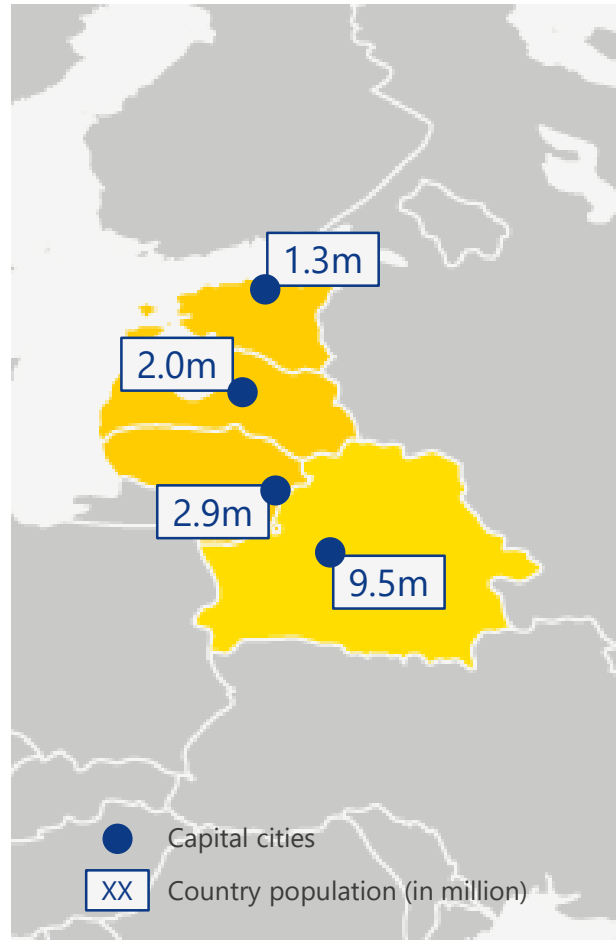 1.3m
2.0m
2.9m
9.5m
Capital cities
XX Country population (in million)